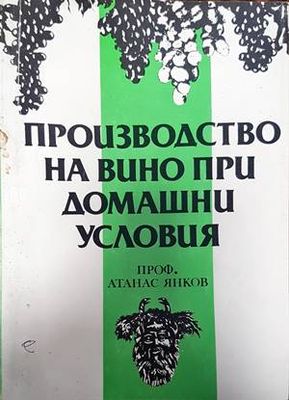 ПРОИЗВОДСТВО
НА ВИНО ПРИ
ДОМАШНИ
УСЛОВИЯ
ПРОФ.
АТАНАС ЯНКОВ